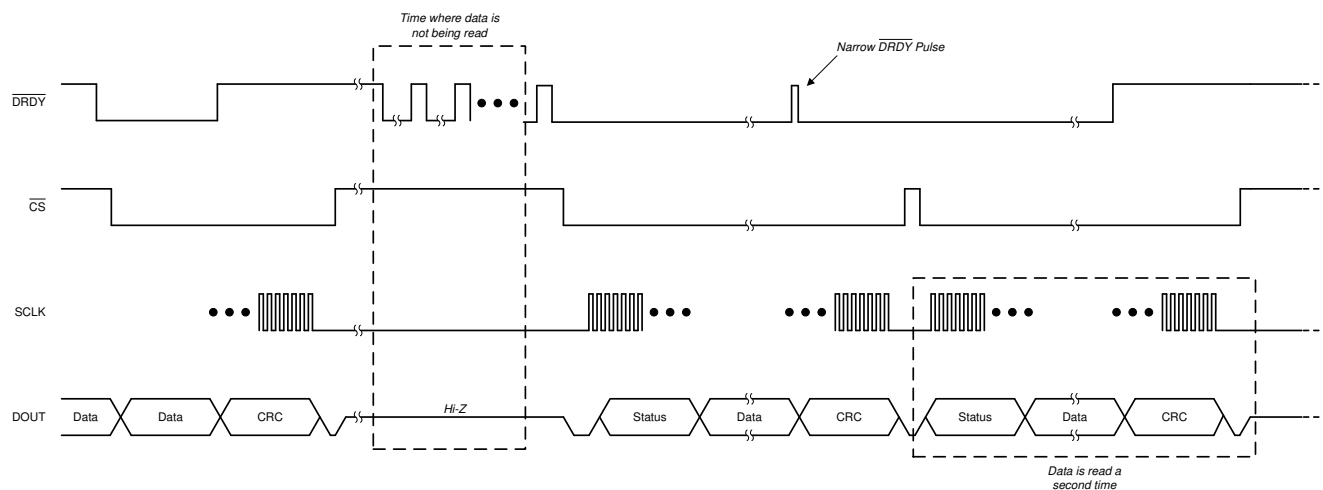 Time where data is
not being read
Narrow DRDY Pulse
DRDY
CS
SCLK
DOUT
Data
Data
CRC
Hi-Z
Status
Data
CRC
Status
Data
CRC
Data is read a
second time